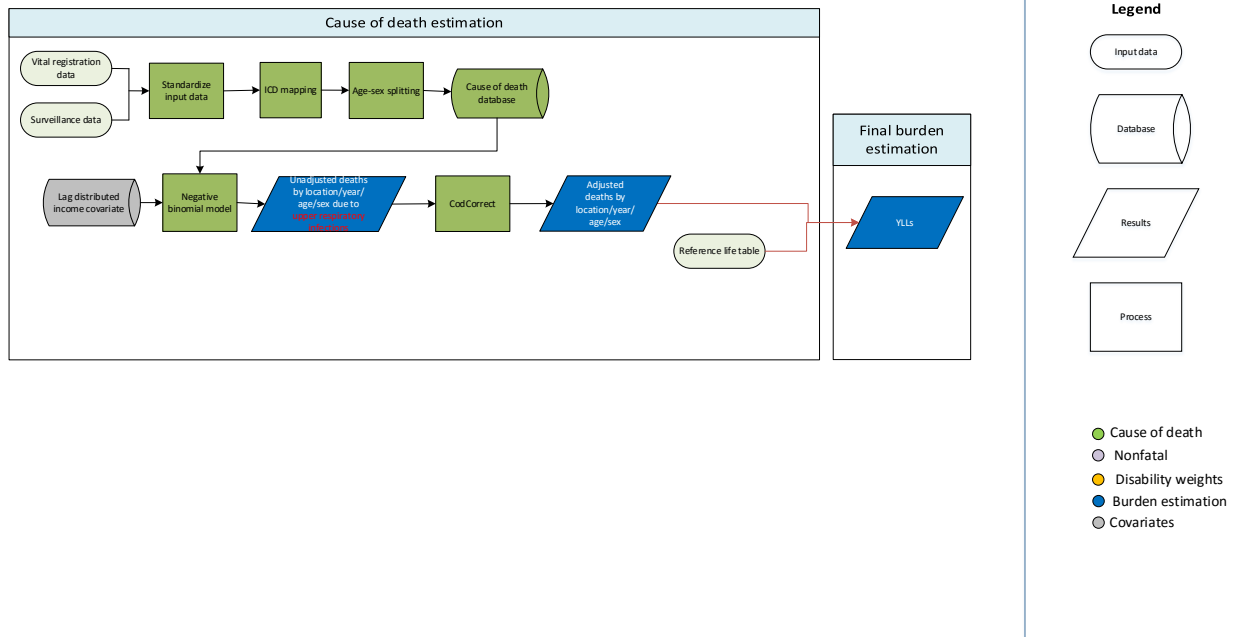 Cause of death estimation
Vital registration
data
Surveillance data
Standardize
input data
ICD mapping
Age-sex splitting
Cause of death
database
Lag distributed
income covariate
Negative
binomial model
Unadjusted deaths
by location/year/
age/sex due to
upper respiratory
infections
CodCorrect
Adjusted
deaths by
location/year/
age/sex
Reference life table
Final burden
estimation
YLLs
Legend
Input data
Database
Results
Process
Cause of death
Nonfatal
Disability weights
Burden estimation
Covariates